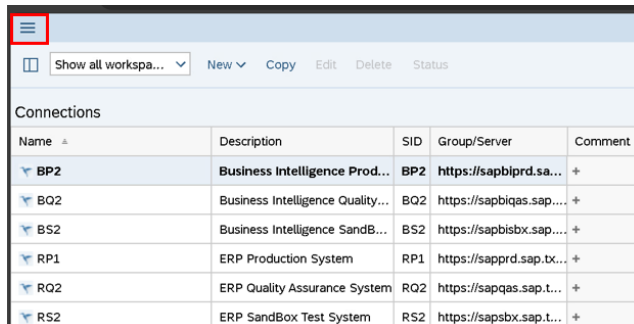 Show all workspa... New Copy Edit Delete Status
Connections
Name Description SID Group/Server Comment
BP2 Business Intelligence Prod... BP2 https://sapbiprd.sa... +
BQ2 Business Intelligence Quality... BQ2 https://sapbiqas.sap.... +
BS2 Business Intelligence SandB... BS2 https://sapbisbx.sap.... +
RP1 ERP Production System RP1 https://sapprd.sap.tx... +
RQ2 ERP Quality Assurance System RQ2 https://sapqas.sap.t... +
RS2 ERP SandBox Test System RS2 https://sapsbx.sap.t... +